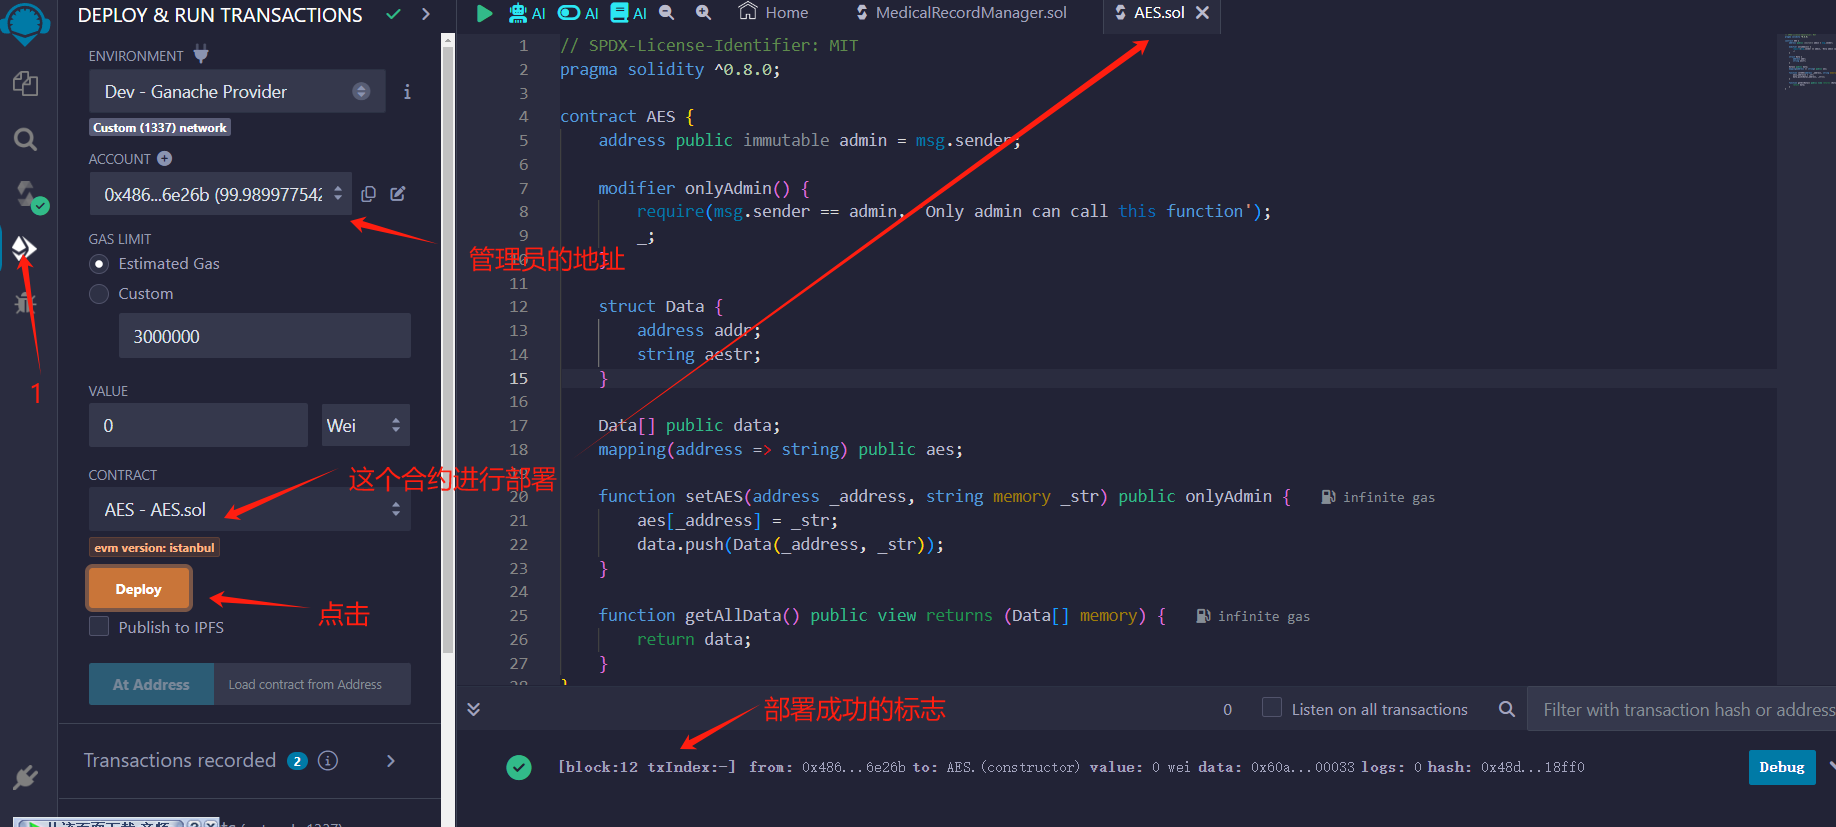 DEPLOY & RUN TRANSACTIONS
ENVIRONMENT
Dev - Ganache Provider
i
Custom (1337) network
ACCOUNT
0x486...6e26b (99.989977542
管理员的地址
GAS LIMIT
Estimated Gas
Custom
3000000
1
VALUE
0
Wei
CONTRACT
这个合约进行部署
AES - AES.sol
evm version: istanbul
Deploy
点击
Publish to IPFS
At Address
Load contract from Address
Transactions recorded 2 i
AI AI AI Home MedicalRecordManager.sol AES.sol
1 // SPDX-License-Identifier: MIT
2 pragma solidity ^0.8.0;
3
4 contract AES {
5 address public immutable admin = msg.sender;
6
7 modifier onlyAdmin() {
8 require(msg.sender == admin, Only admin can call this function');
9 _;
10 }
11
12 struct Data {
13 address addr;
14 string aestr;
15 }
16
17 Data[] public data;
18 mapping(address => string) public aes;
19
20 function setAES(address _address, string memory _str) public onlyAdmin { infinite gas
21 aes[_address] = _str;
22 data.push(Data(_address, _str));
23 }
24
25 function getAllData() public view returns (Data[] memory) { infinite gas
26 return data;
27 }
28 }
部署成功的标志
0 Listen on all transactions Filter with transaction hash or address
[block:12 txIndex:-] from: 0x486...6e26b to: AES.(constructor) value: 0 wei data: 0x60a...00033 logs: 0 hash: 0x48d...18ff0
Debug